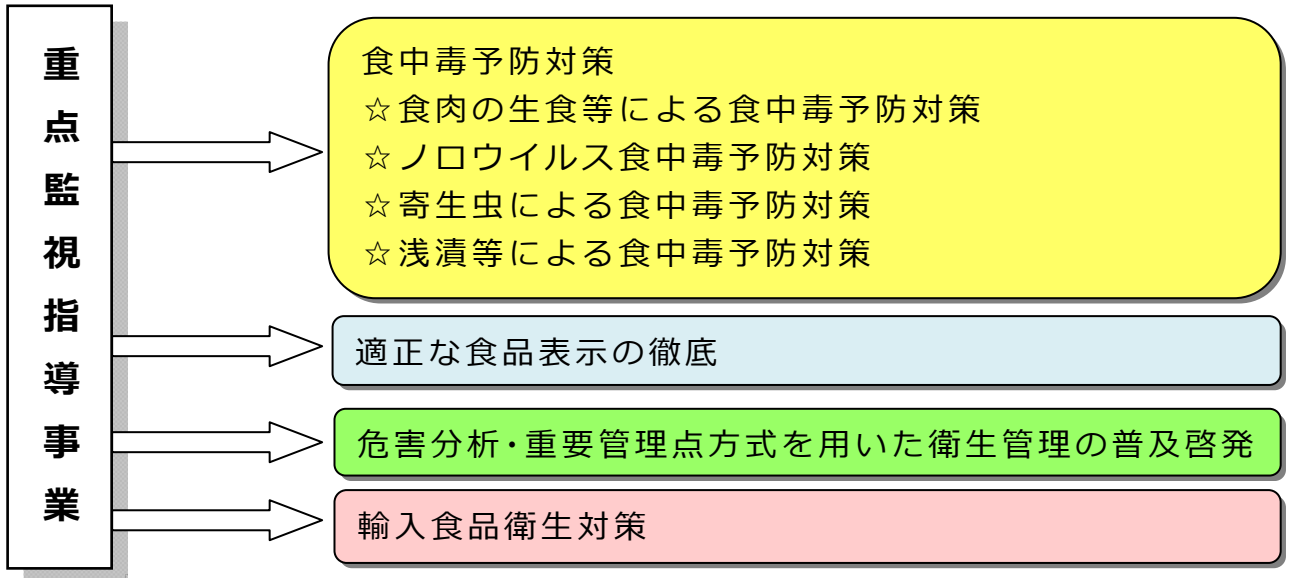 重点監視指導事業
食中毒予防対策
☆食肉の生食等による食中毒予防対策
☆ノロウイルス食中毒予防対策
☆寄生虫による食中毒予防対策
☆浅漬等による食中毒予防対策
適正な食品表示の徹底
危害分析・重要管理点方式を用いた衛生管理の普及啓発
輸入食品衛生対策